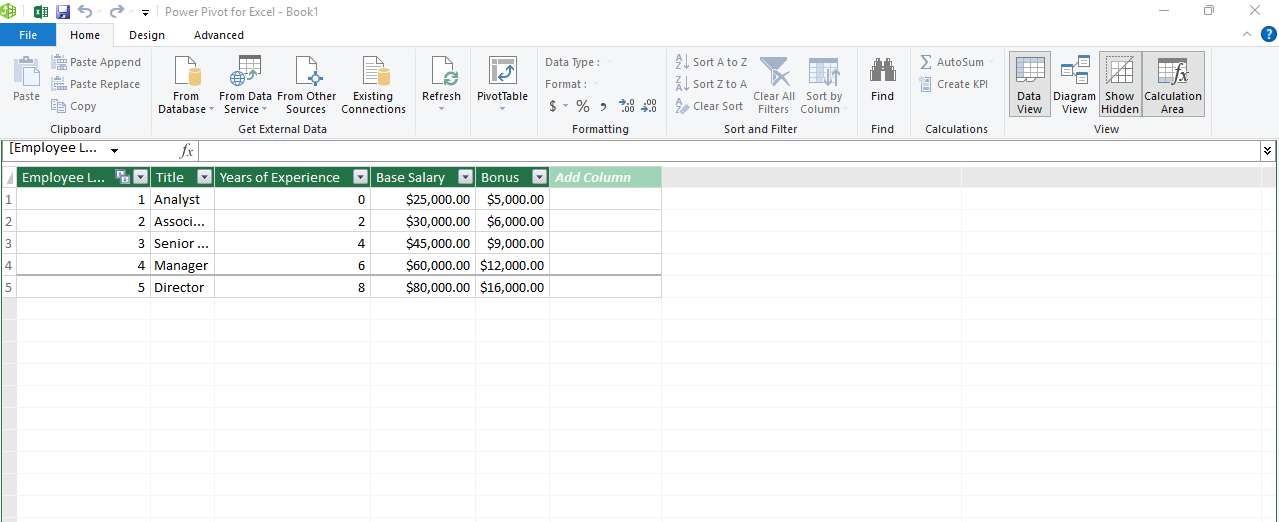 Power Pivot for Excel - Book1
File Home Design Advanced
Paste
Paste Append
Paste Replace
Copy
Clipboard
From
Database
From Data
Service
From Other
Sources
Existing
Connections
Get External Data
Refresh
PivotTable
Data Type :
Format :
$ % , .00 .00
Formatting
Sort A to Z
Sort Z to A
Clear Sort
Clear All
Filters
Sort by
Column
Sort and Filter
Find
Find
AutoSum
Create KPI
Calculations
Data
View
Diagram
View
Show
Hidden
Calculation
Area
View
[Employee L... fx
Employee L... Title Years of Experience Base Salary Bonus Add Column
1 1 Analyst 0 $25,000.00 $5,000.00
2 2 Associ... 2 $30,000.00 $6,000.00
3 3 Senior ... 4 $45,000.00 $9,000.00
4 4 Manager 6 $60,000.00 $12,000.00
5 5 Director 8 $80,000.00 $16,000.00